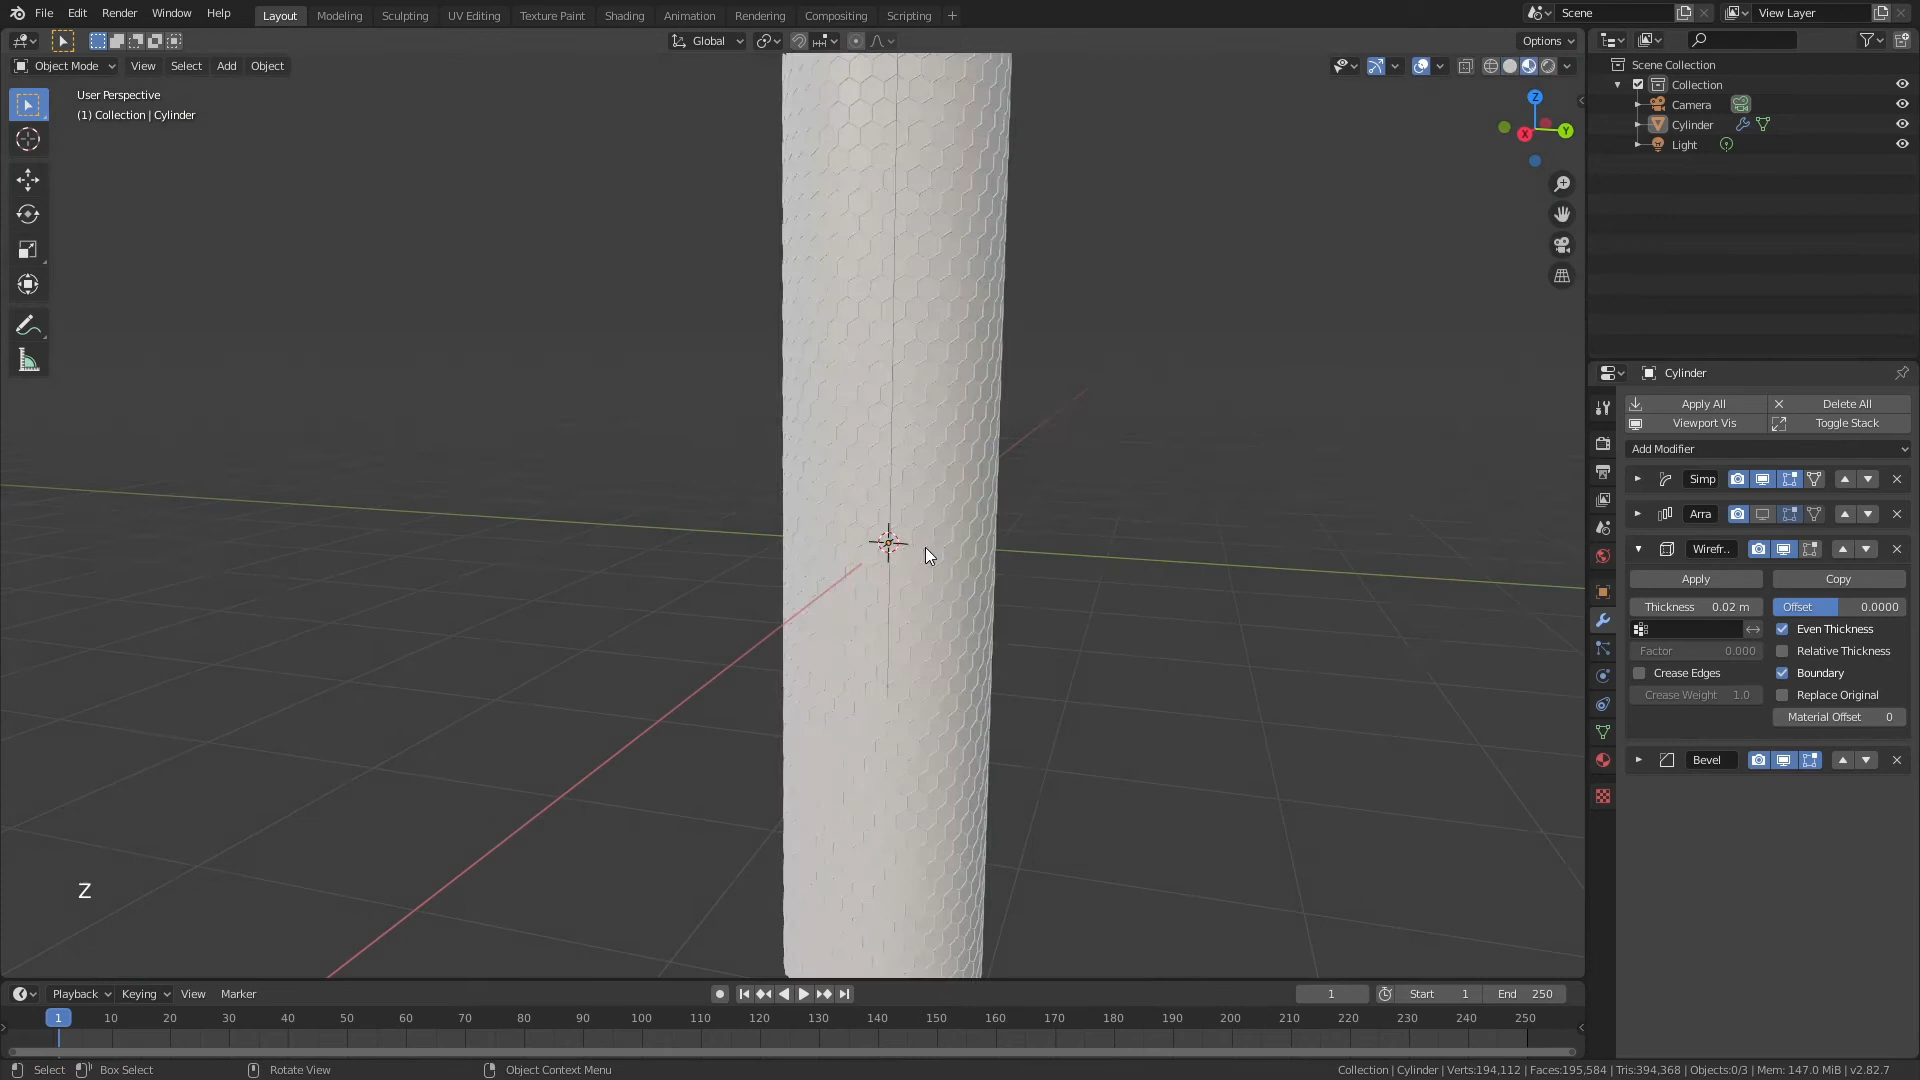 File Edit Render Window Help Layout Modeling Sculpting UV Editing Texture Paint Shading Animation Rendering Compositing Scripting + Scene View Layer
Global Options
Object Mode View Select Add Object
User Perspective
(1) Collection | Cylinder
Z
X
Y
Z
Scene Collection
Collection
Camera
Cylinder
Light
Cylinder
Apply All Delete All
Viewport Vis Toggle Stack
Add Modifier
Simp
Arra
Wirefr..
Apply Copy
Thickness 0.02 m Offset 0.0000
Even Thickness
Factor 0.000 Relative Thickness
Crease Edges Boundary
Crease Weight 1.0 Replace Original
Material Offset 0
Bevel
Playback Keying View Marker 1 Start 1 End 250
1 10 20 30 40 50 60 70 80 90 100 110 120 130 140 150 160 170 180 190 200 210 220 230 240 250
Select Box Select Rotate View Object Context Menu Collection | Cylinder | Verts:194,112 | Faces:195,584 | Tris:394,368 | Objects:0/3 | Mem: 147.0 MiB | v2.82.7